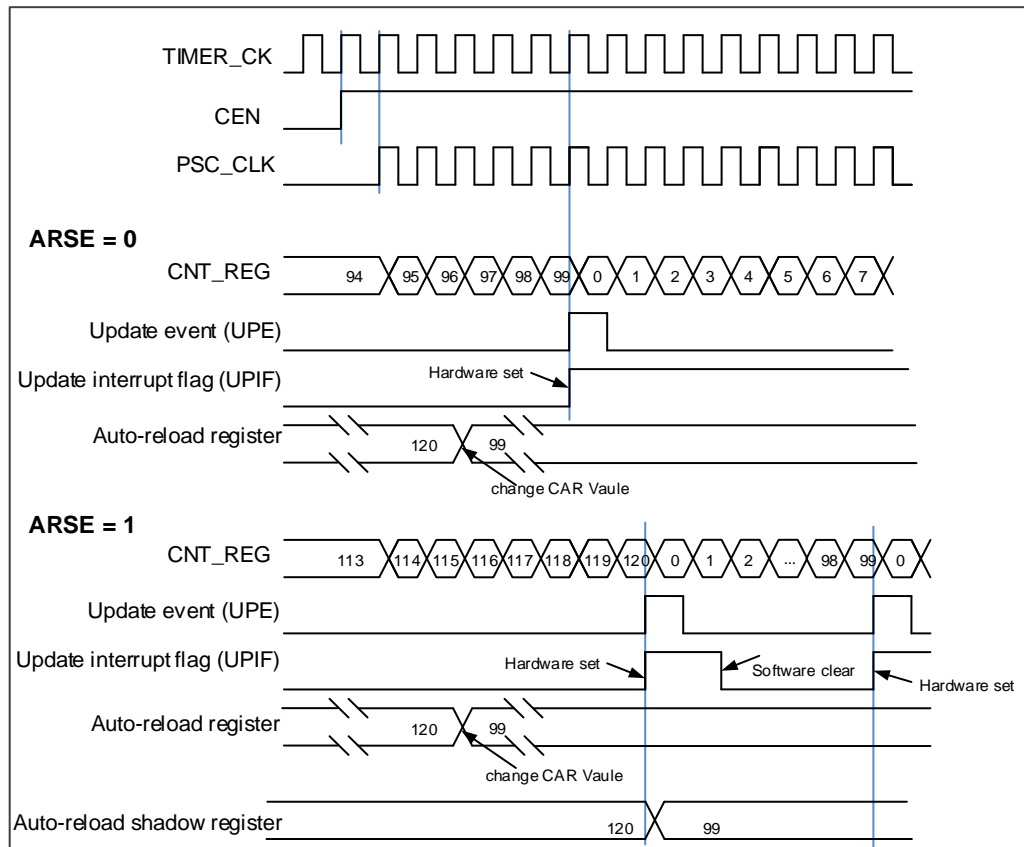 TIMER_CK
CEN
PSC_CLK
ARSE = 0
CNT_REG 94 95 96 97 98 99 0 1 2 3 4 5 6 7
Update event (UPE)
Update interrupt flag (UPIF) Hardware set
Auto-reload register 120 99
change CAR Vaule
ARSE = 1
CNT_REG 113 114 115 116 117 118 119 120 0 1 2 ... 98 99 0
Update event (UPE)
Update interrupt flag (UPIF) Hardware set Software clear Hardware set
Auto-reload register 120 99
change CAR Vaule
Auto-reload shadow register 120 99